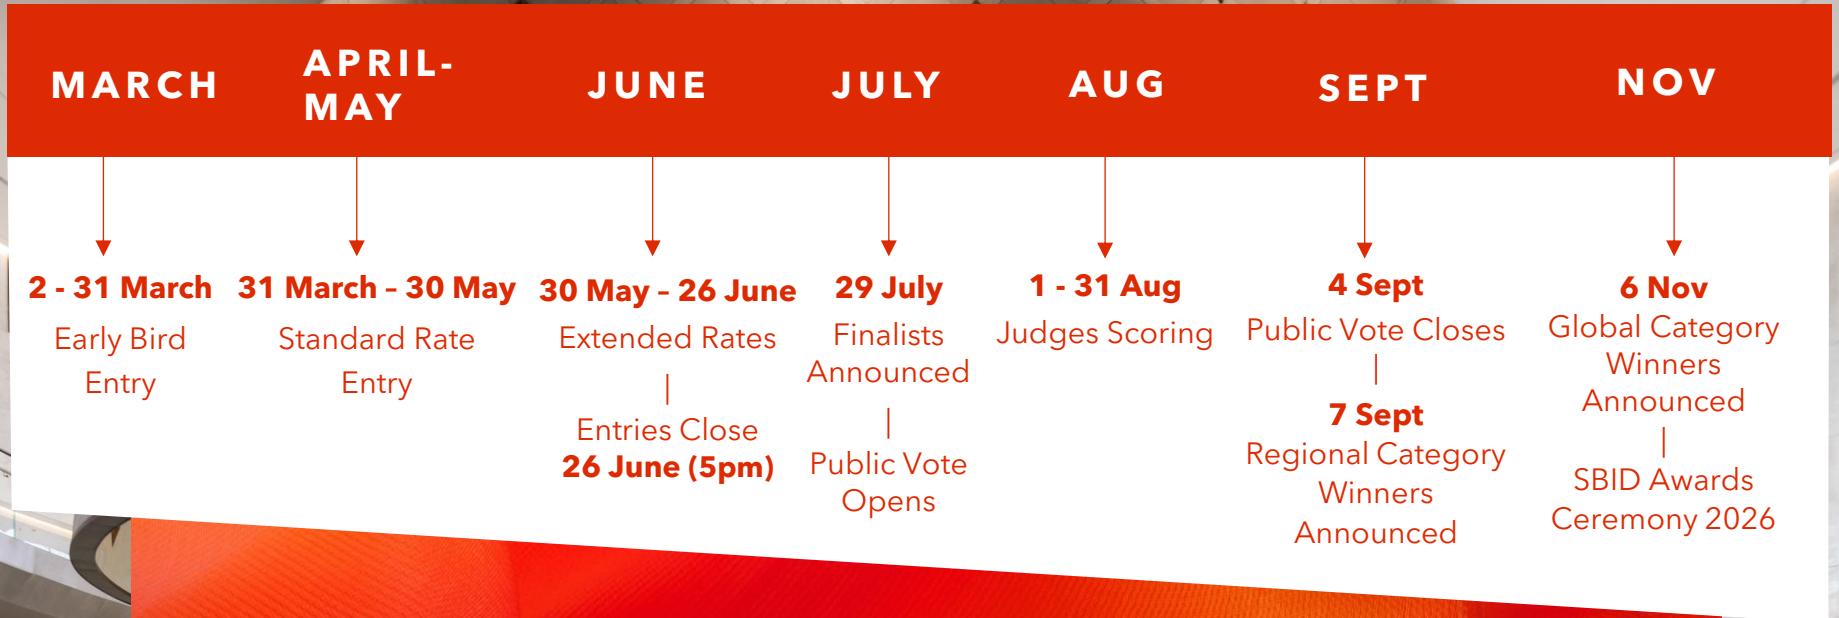 MARCH
APRIL-
MAY
JUNE
JULY
AUG
SEPT
NOV
2 - 31 March
Early Bird
Entry
31 March – 30 May
Standard Rate
Entry
30 May – 26 June
Extended Rates
|
Entries Close
26 June (5pm)
29 July
Finalists
Announced
|
Public Vote
Opens
1 - 31 Aug
Judges Scoring
4 Sept
Public Vote Closes
|
7 Sept
Regional Category
Winners
Announced
6 Nov
Global Category
Winners
Announced
|
SBID Awards
Ceremony 2026